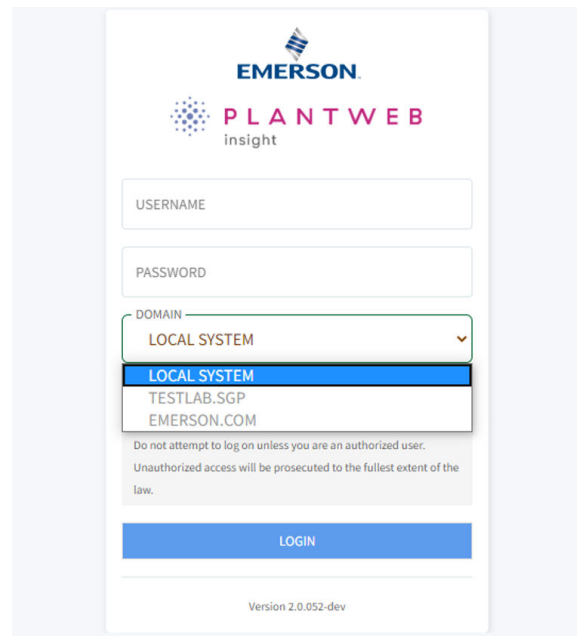 EMERSON.
PLANTWEB
insight
USERNAME
PASSWORD
DOMAIN
LOCAL SYSTEM
LOCAL SYSTEM
TESTLAB.SGP
EMERSON.COM
Do not attempt to log on unless you are an authorized user.
Unauthorized access will be prosecuted to the fullest extent of the
law.
LOGIN
Version 2.0.052-dev